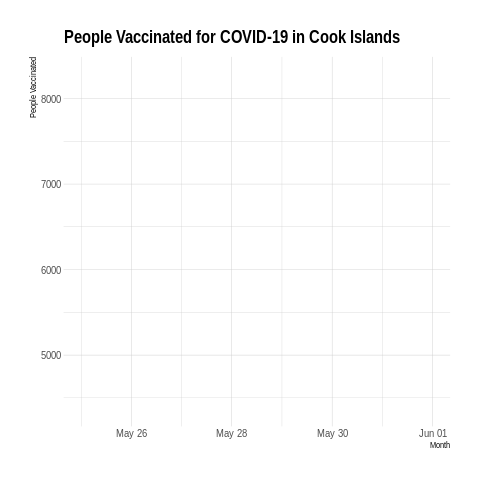 People Vaccinated for COVID-19 in Cook Islands
People Vaccinated
8000
7000
6000
5000
May 26
May 28
May 30
Jun 01
Month